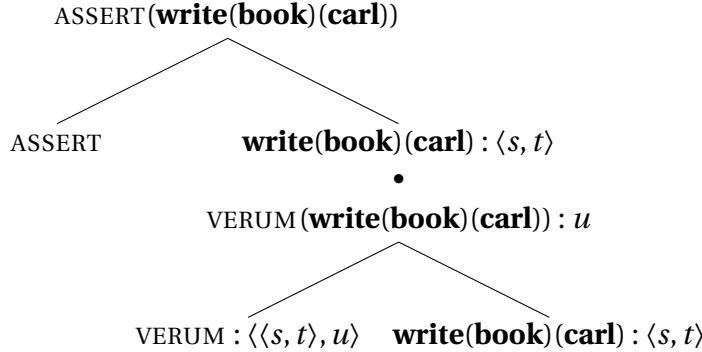 ASSERT(write(book)(carl))
ASSERT write(book)(carl) : ⟨s, t⟩
•
VERUM(write(book)(carl)) : u
VERUM : ⟨⟨s, t⟩, u⟩ write(book)(carl) : ⟨s, t⟩